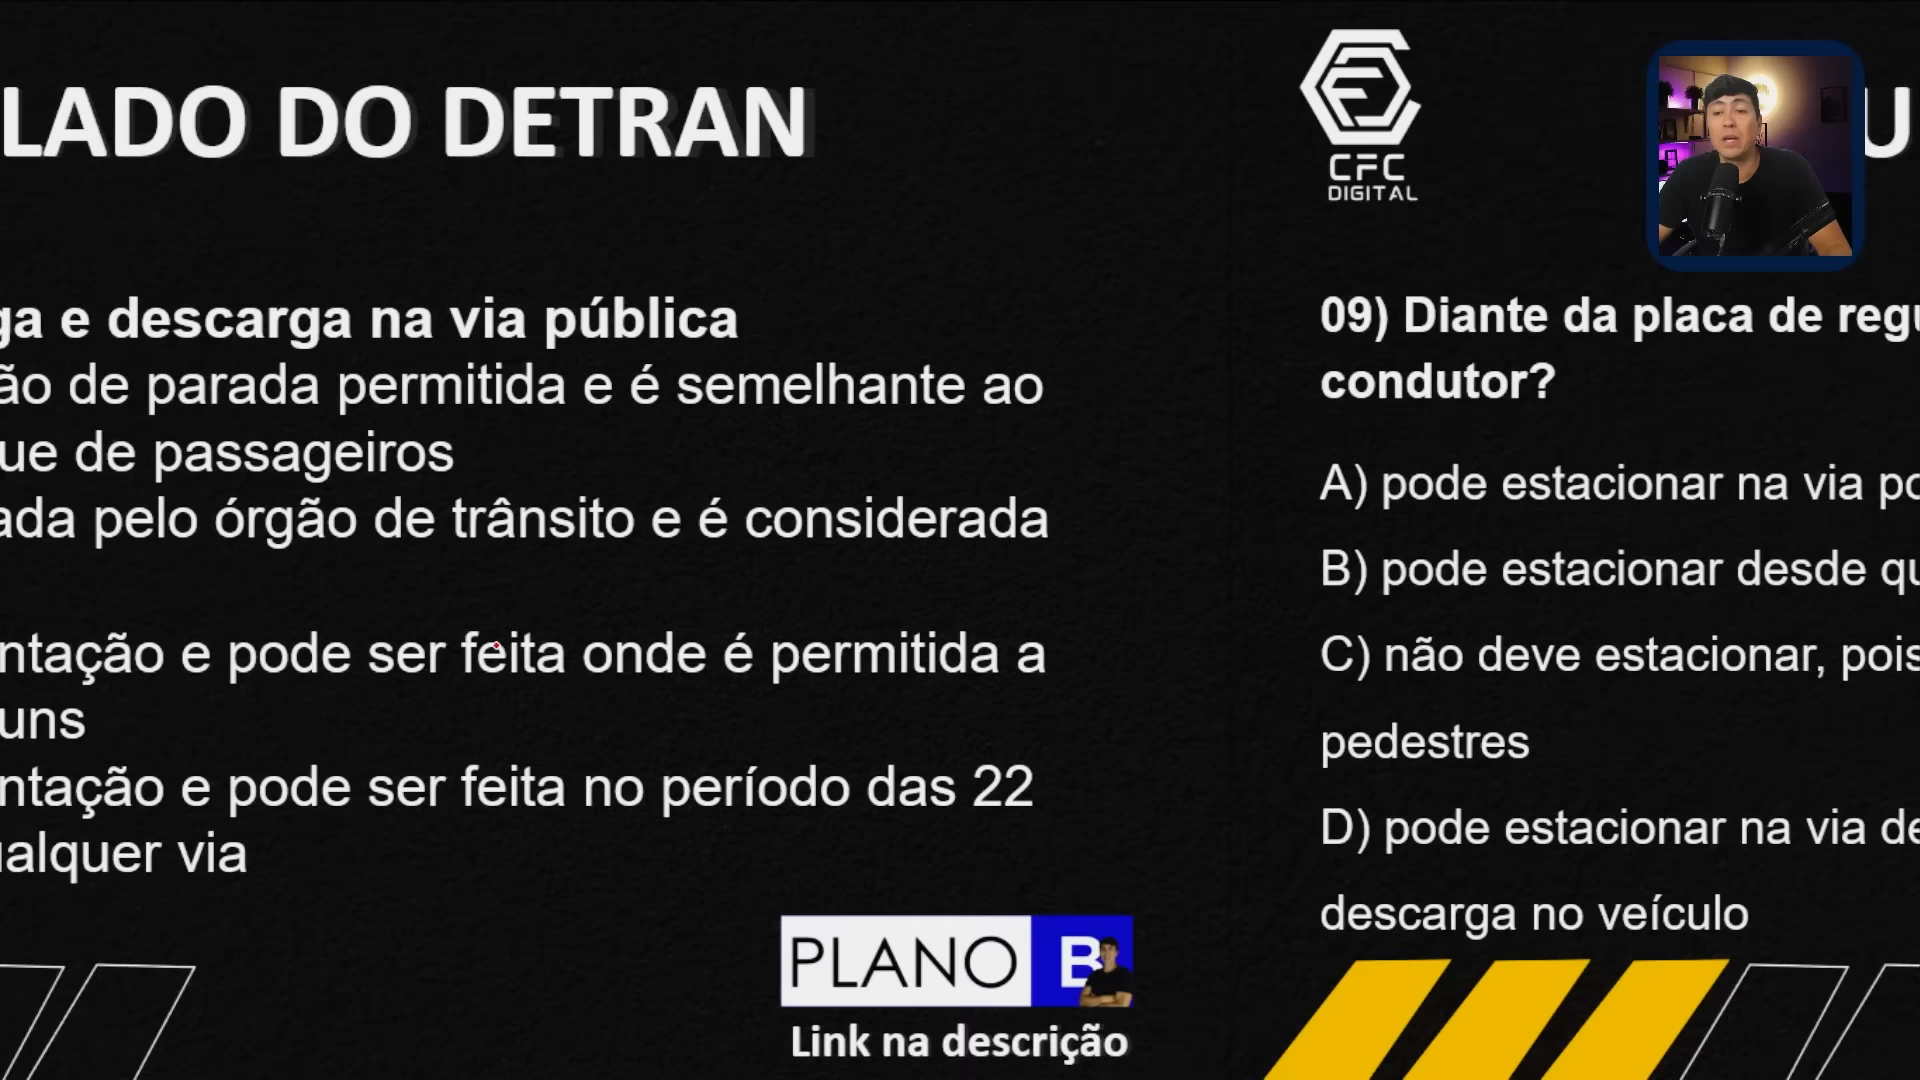 LADO DO DETRAN
ga e descarga na via pública
ão de parada permitida e é semelhante ao
ue de passageiros
ada pelo órgão de trânsito e é considerada
ntação e pode ser feita onde é permitida a
uns
ntação e pode ser feita no período das 22
ualquer via
PLANO B
Link na descrição
CFC
DIGITAL
U
09) Diante da placa de regu
condutor?
A) pode estacionar na via po
B) pode estacionar desde qu
C) não deve estacionar, pois
pedestres
D) pode estacionar na via de
descarga no veículo